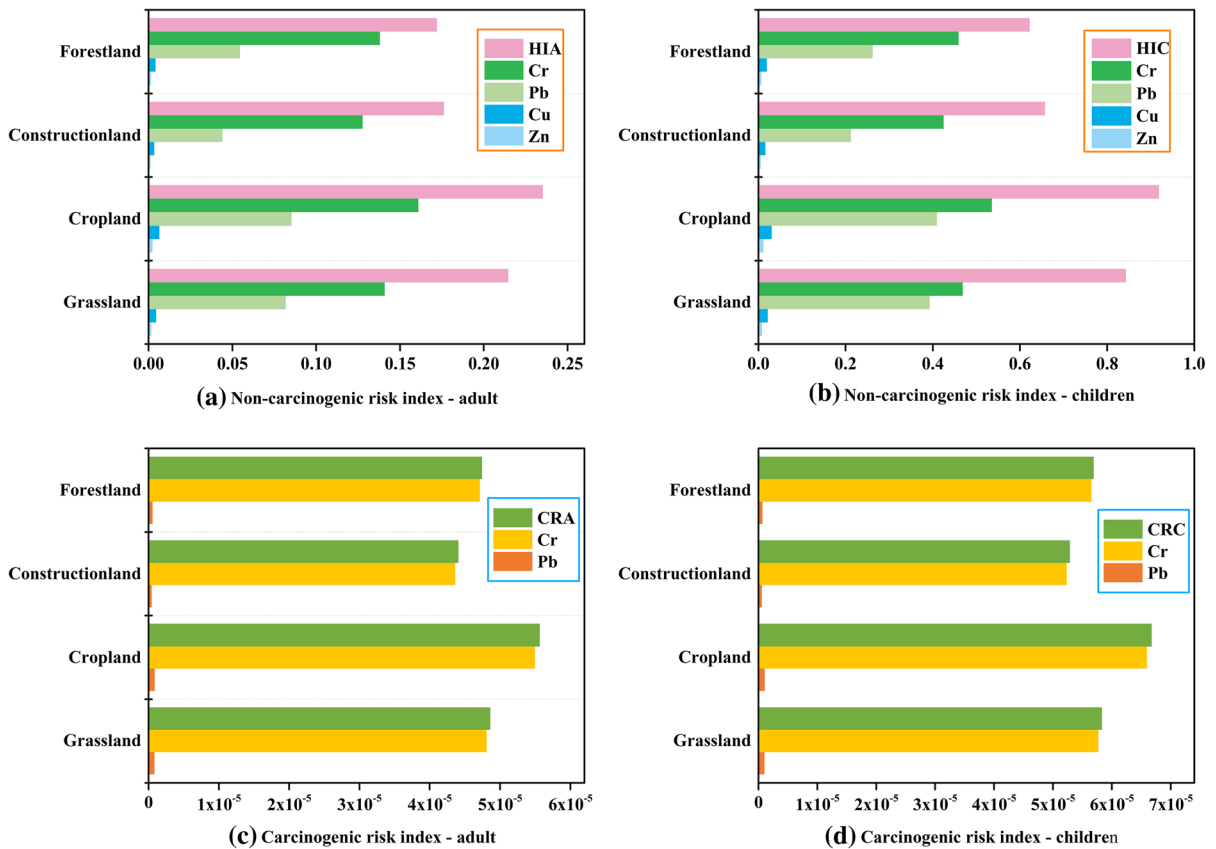 Forestland
Constructionland
Cropland
Grassland
HIA
Cr
Pb
Cu
Zn
0.00 0.05 0.10 0.15 0.20 0.25
(a) Non-carcinogenic risk index - adult
Forestland
Constructionland
Cropland
Grassland
HIC
Cr
Pb
Cu
Zn
0.0 0.2 0.4 0.6 0.8 1.0
(b) Non-carcinogenic risk index - children
Forestland
Constructionland
Cropland
Grassland
CRA
Cr
Pb
0 1x10⁻⁵ 2x10⁻⁵ 3x10⁻⁵ 4x10⁻⁵ 5x10⁻⁵ 6x10⁻⁵
(c) Carcinogenic risk index - adult
Forestland
Constructionland
Cropland
Grassland
CRC
Cr
Pb
0 1x10⁻⁵ 2x10⁻⁵ 3x10⁻⁵ 4x10⁻⁵ 5x10⁻⁵ 6x10⁻⁵ 7x10⁻⁵
(d) Carcinogenic risk index - children